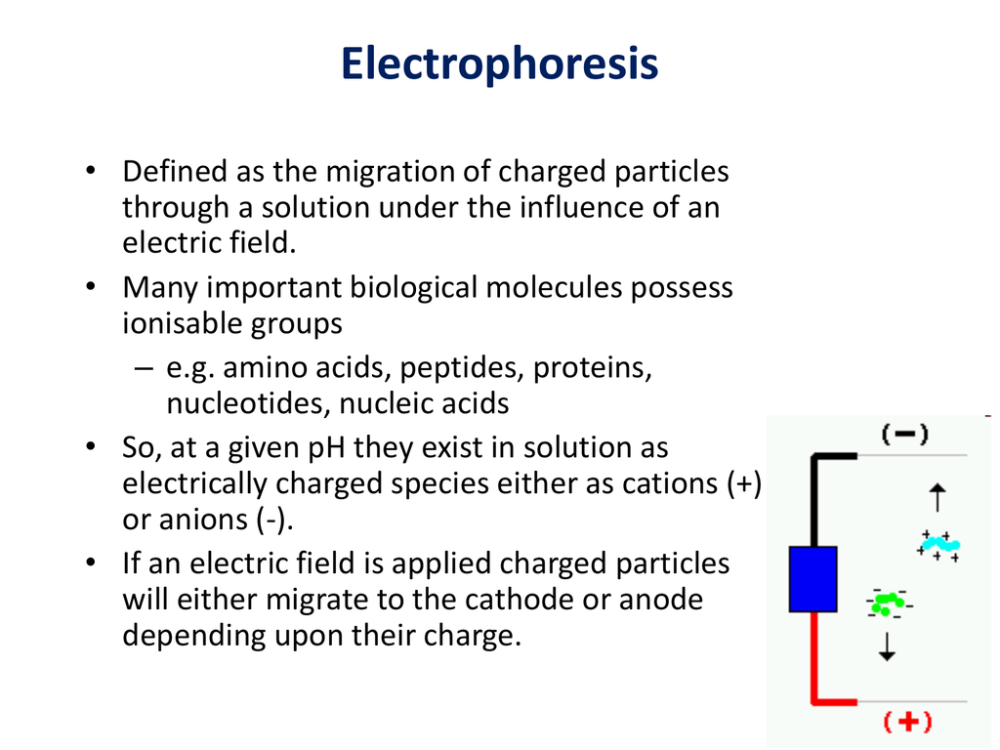 Electrophoresis
• Defined as the migration of charged particles
through a solution under the influence of an
electric field.
• Many important biological molecules possess
ionisable groups
– e.g. amino acids, peptides, proteins,
nucleotides, nucleic acids
• So, at a given pH they exist in solution as
electrically charged species either as cations (+)
or anions (-).
• If an electric field is applied charged particles
will either migrate to the cathode or anode
depending upon their charge.
(−)
+ +
+ + +
− −
− −
− −
(+)